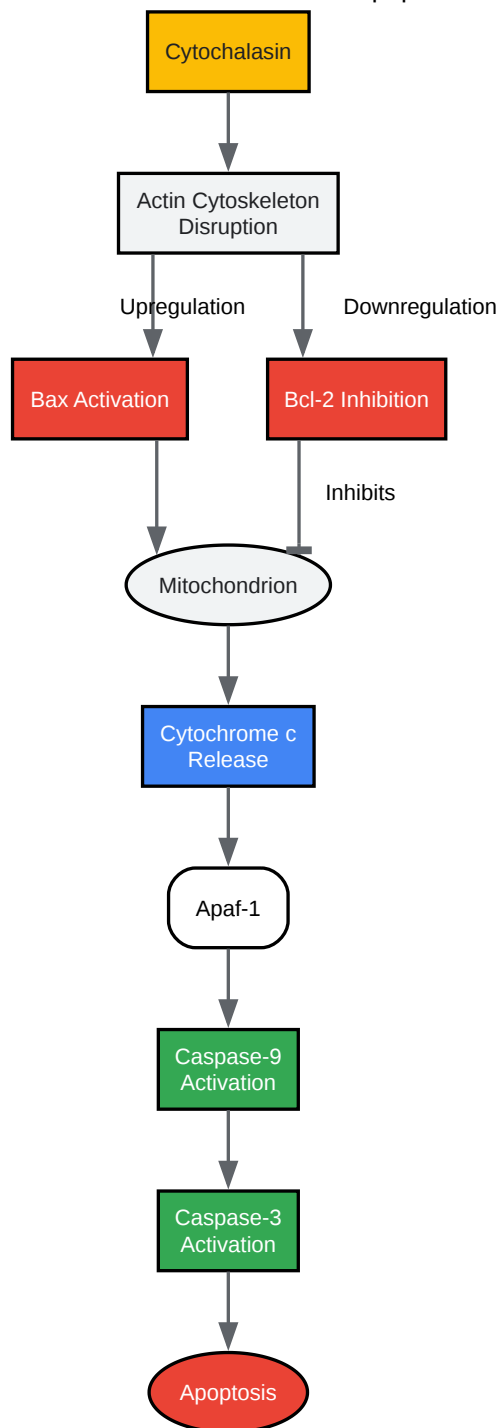 Cytochalasin
Actin Cytoskeleton
Disruption
Upregulation
Downregulation
Bax Activation
Bcl-2 Inhibition
Inhibits
Mitochondrion
Cytochrome c
Release
Apaf-1
Caspase-9
Activation
Caspase-3
Activation
Apoptosis